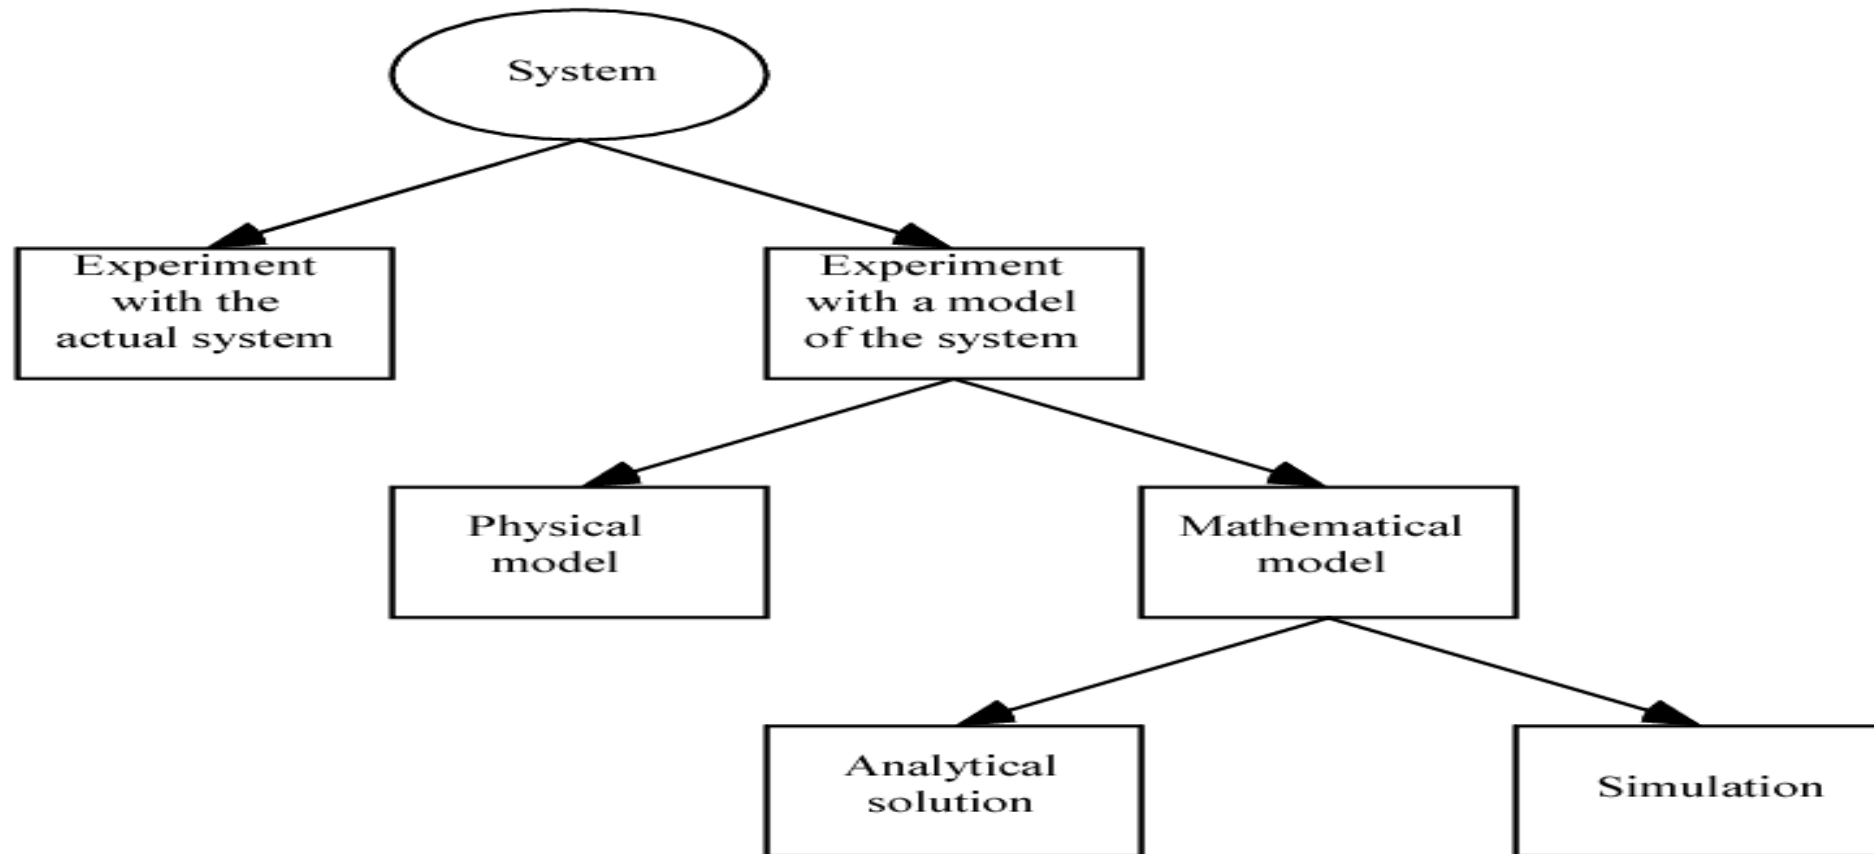 System
Experiment
with the
actual system
Experiment
with a model
of the system
Physical
model
Mathematical
model
Analytical
solution
Simulation